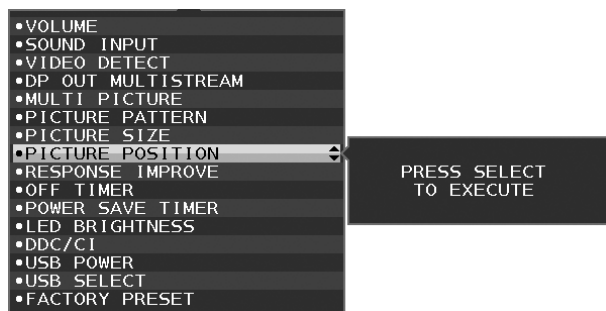 •VOLUME
•SOUND INPUT
•VIDEO DETECT
•DP OUT MULTISTREAM
•MULTI PICTURE
•PICTURE PATTERN
•PICTURE SIZE
•PICTURE POSITION
•RESPONSE IMPROVE
•OFF TIMER
•POWER SAVE TIMER
•LED BRIGHTNESS
•DDC/CI
•USB POWER
•USB SELECT
•FACTORY PRESET
PRESS SELECT
TO EXECUTE